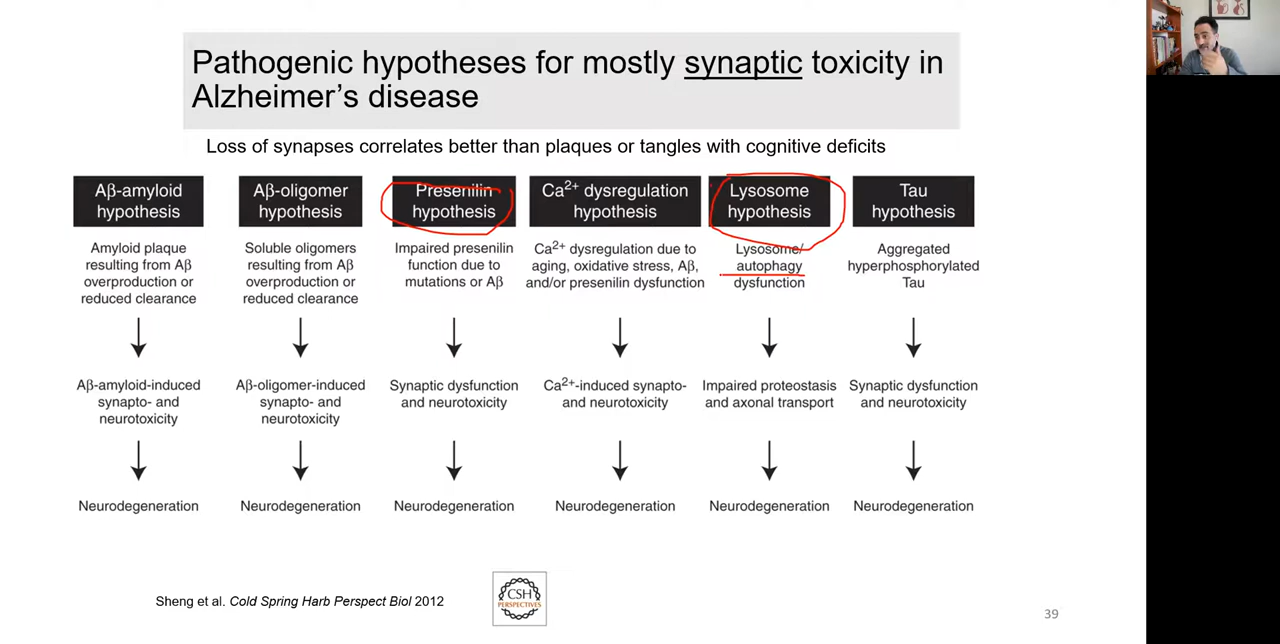 Pathogenic hypotheses for mostly synaptic toxicity in
Alzheimer's disease
Loss of synapses correlates better than plaques or tangles with cognitive deficits
Aβ-amyloid
hypothesis
Amyloid plaque
resulting from Aβ
overproduction or
reduced clearance
Aβ-amyloid-induced
synapto- and
neurotoxicity
Neurodegeneration
Aβ-oligomer
hypothesis
Soluble oligomers
resulting from Aβ
overproduction or
reduced clearance
Aβ-oligomer-induced
synapto- and
neurotoxicity
Neurodegeneration
Presenilin
hypothesis
Impaired presenilin
function due to
mutations or Aβ
Synaptic dysfunction
and neurotoxicity
Neurodegeneration
Ca2+ dysregulation
hypothesis
Ca2+ dysregulation due to
aging, oxidative stress, Aβ,
and/or presenilin dysfunction
Ca2+-induced synapto-
and neurotoxicity
Neurodegeneration
Lysosome
hypothesis
Lysosome/
autophagy
dysfunction
Impaired proteostasis
and axonal transport
Neurodegeneration
Tau
hypothesis
Aggregated
hyperphosphorylated
Tau
Synaptic dysfunction
and neurotoxicity
Neurodegeneration
Sheng et al. Cold Spring Harb Perspect Biol 2012
CSH
PERSPECTIVES
39